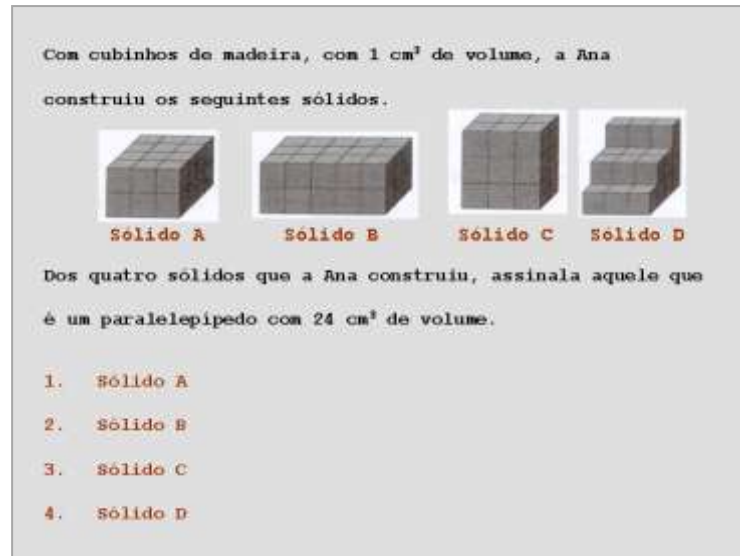 Com cubinhos de madeira, com 1 cm³ de volume, a Ana
construiu os seguintes sólidos.
Sólido A Sólido B Sólido C Sólido D
Dos quatro sólidos que a Ana construiu, assinala aquele que
é um paralelepípedo com 24 cm³ de volume.
1. Sólido A
2. Sólido B
3. Sólido C
4. Sólido D